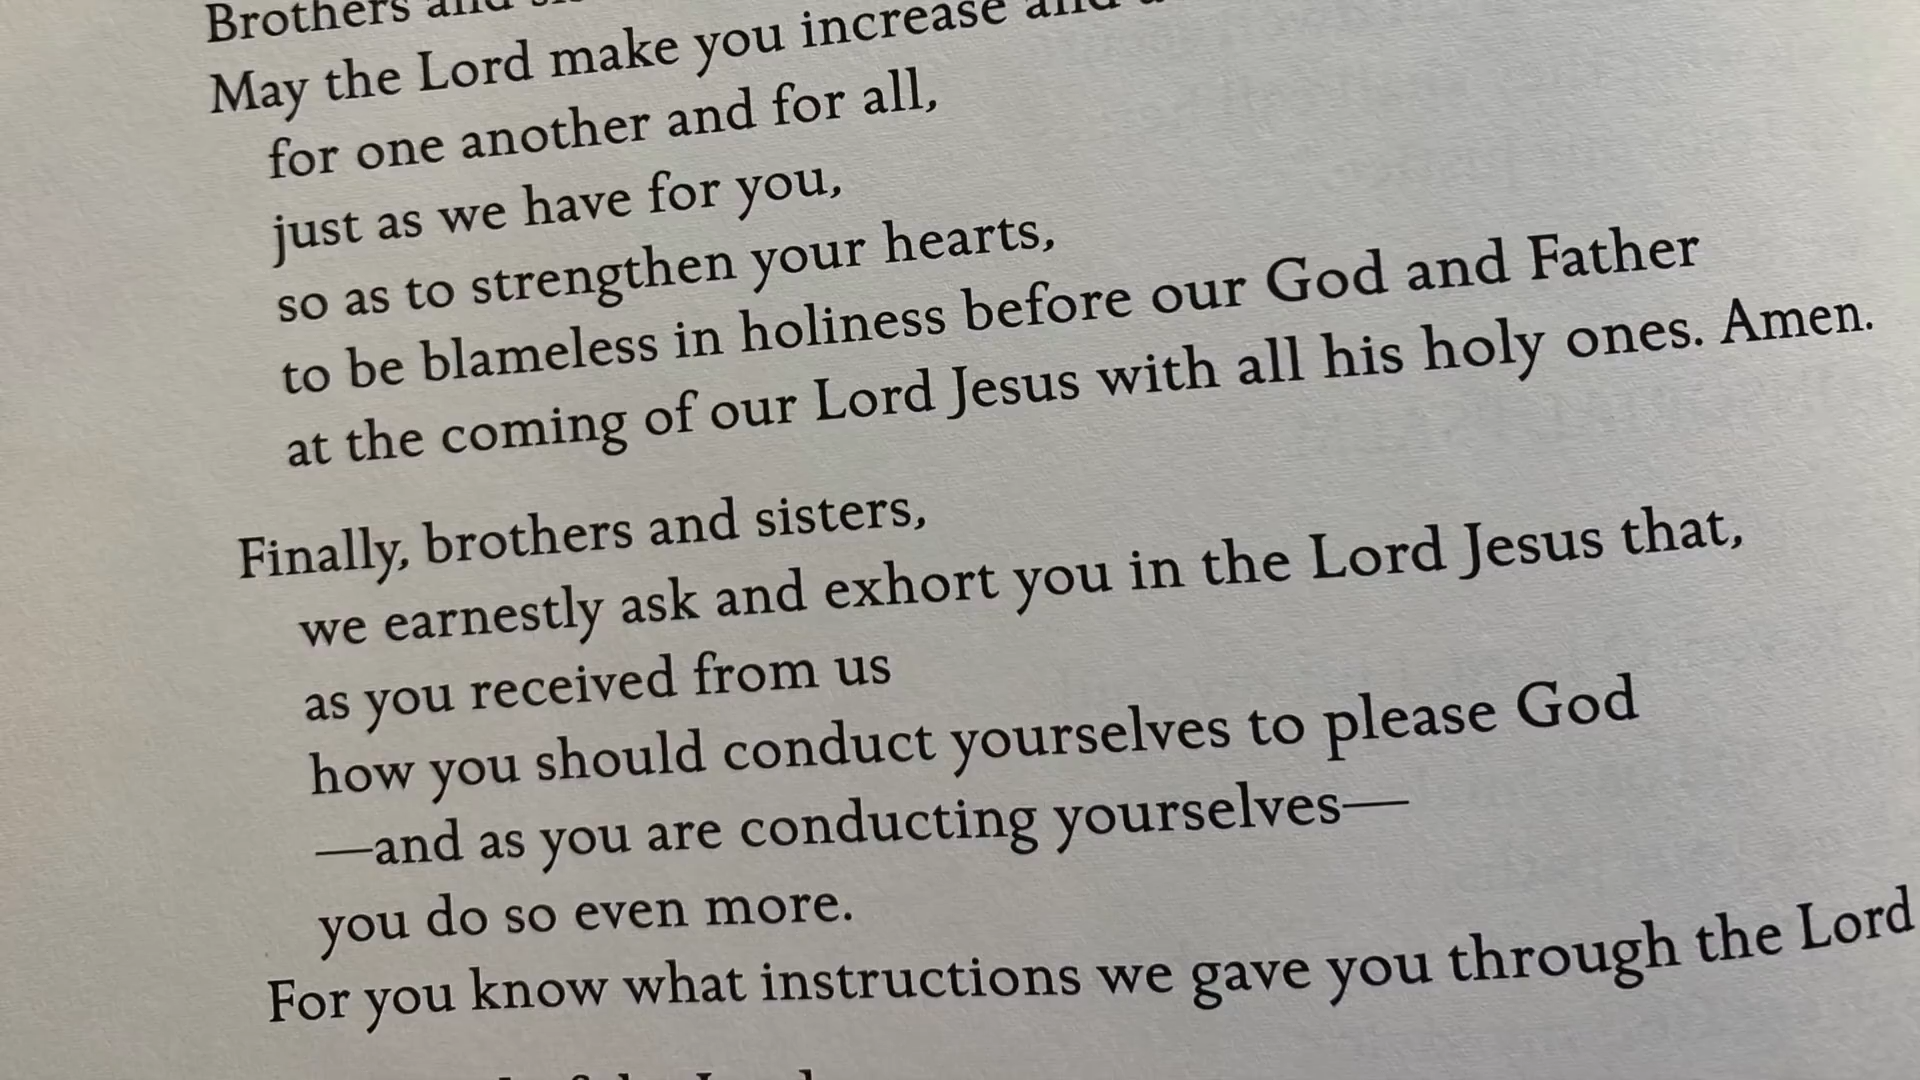 Brothers and
May the Lord make you increase and
for one another and for all,
just as we have for you,
so as to strengthen your hearts,
to be blameless in holiness before our God and Father
at the coming of our Lord Jesus with all his holy ones. Amen.
Finally, brothers and sisters,
we earnestly ask and exhort you in the Lord Jesus that,
as you received from us
how you should conduct yourselves to please God
—and as you are conducting yourselves—
you do so even more.
For you know what instructions we gave you through the Lord